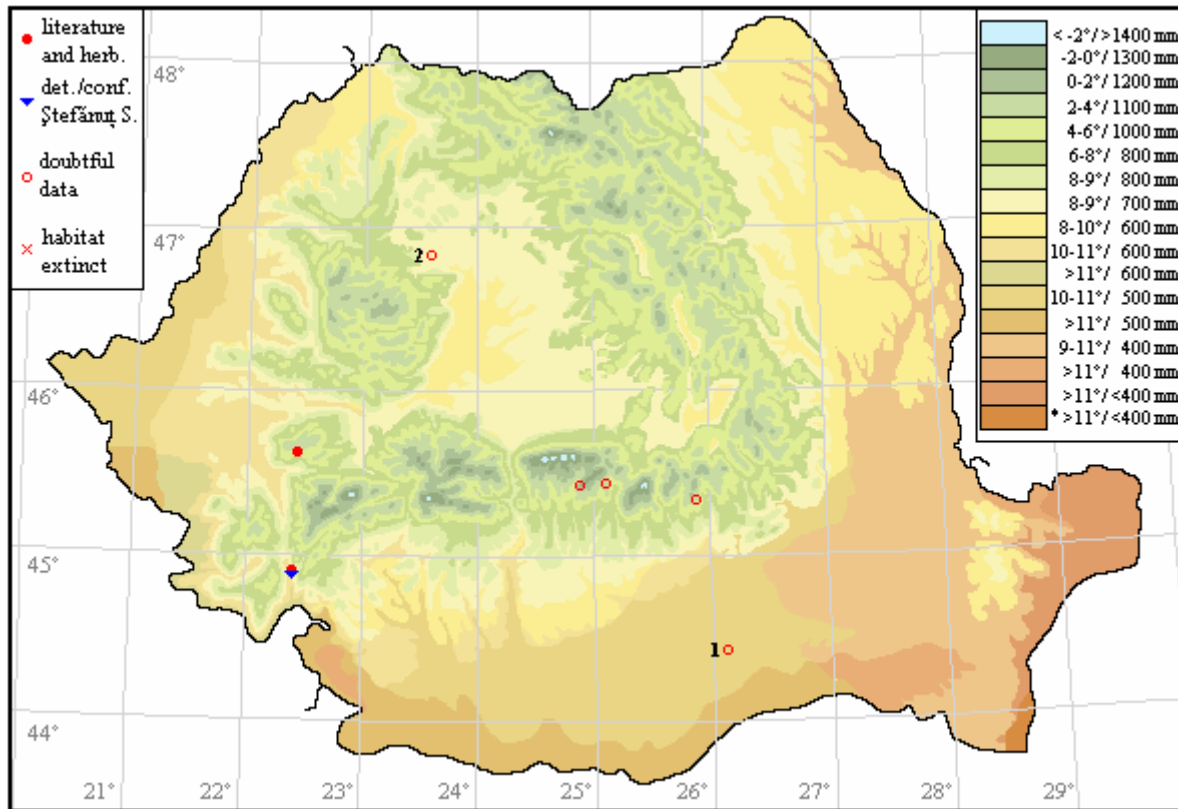 literature
and herb.
det./conf.
Ştefănuţ S.
doubtful
data
habitat
extinct
< -2°/>1400 mm
-2-0°/1300 mm
0-2°/1200 mm
2-4°/1100 mm
4-6°/1000 mm
6-8°/ 800 mm
8-9°/ 800 mm
8-9°/ 700 mm
8-10°/ 600 mm
10-11°/ 600 mm
>11°/ 600 mm
10-11°/ 500 mm
>11°/ 500 mm
9-11°/ 400 mm
>11°/ 400 mm
>11°/<400 mm
* >11°/<400 mm
48°
47°
2
46°
45°
1
44°
21° 22° 23° 24° 25° 26° 27° 28° 29°